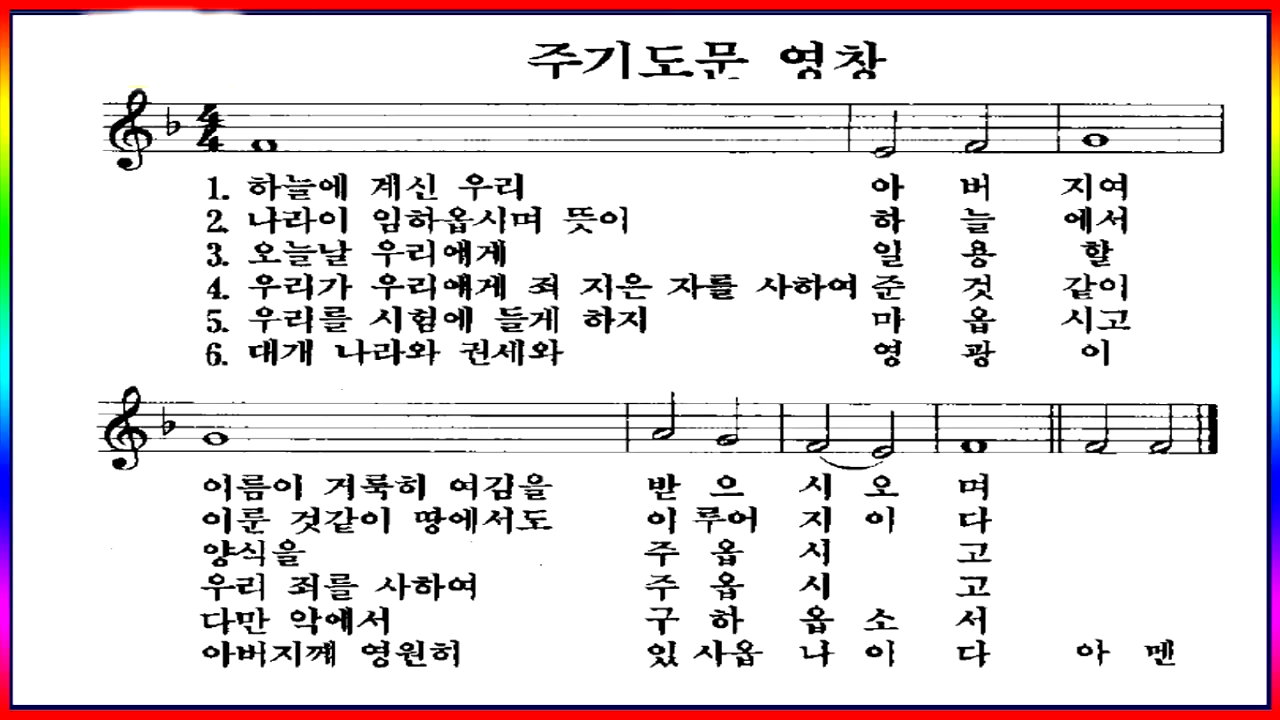 주기도문 영창
4
4
1. 하늘에 계신 우리 아 버 지여
2. 나라이 임하옵시며 뜻이 하 늘 에서
3. 오늘날 우리에게 일 용 할
4. 우리가 우리에게 죄 지은 자를 사하여 준 것 같이
5. 우리를 시험에 들게 하지 마 옵 시고
6. 대개 나라와 권세와 영 광 이
이름이 거룩히 여김을 받 으 시 오 며
이룬 것같이 땅에서도 이 루어 지 이 다
양식을 주 옵 시 고
우리 죄를 사하여 주 옵 시 고
다만 악에서 구 하 옵 소 서
아버지께 영원히 있 사옵 나 이 다 아 멘